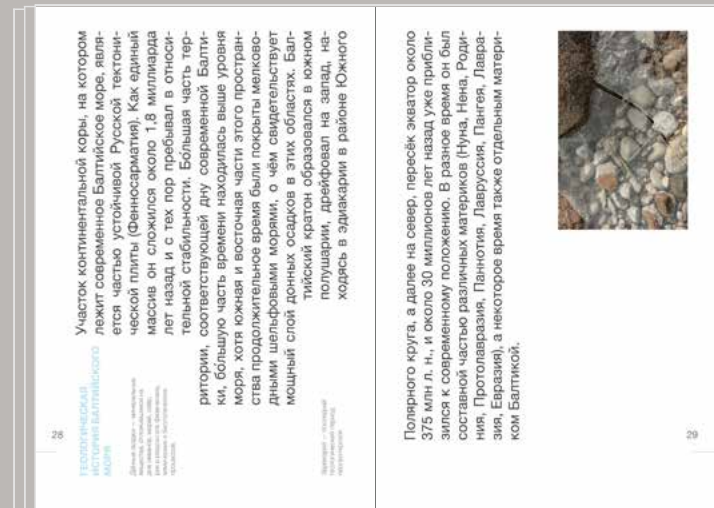 ГЕОЛОГИЧЕСКАЯ
ИСТОРИЯ БАЛТИЙСКОГО
МОРЯ
Участок континентальной коры, на котором
лежит современное Балтийское море, явля-
ется частью устойчивой Русской тектони-
ческой плиты (Фенносарматия). Как единый
массив он сложился около 1,8 миллиарда
лет назад и с тех пор пребывал в относи-
тельной стабильности. Бо́льшая часть тер-
ритории, соответствующей дну современной Балти-
ки, бо́льшую часть времени находилась выше уровня
моря, хотя южная и восточная части этого простран-
ства продолжительное время были покрыты мелково-
дными шельфовыми морями, о чём свидетельствует
мощный слой донных осадков в этих областях. Бал-
тийский кратон образовался в южном
полушарии, дрейфовал на запад, на-
ходясь в эдиакарии в районе Южного
28
Полярного круга, а далее на север, пересёк экватор около
375 млн л. н., и около 30 миллионов лет назад уже прибли-
зился к современному положению. В разное время он был
составной частью различных материков (Нуна, Нена, Роди-
ния, Протолавразия, Паннотия, Лавруссия, Пангея, Лавра-
зия, Евразия), а некоторое время также отдельным матери-
ком Балтикой.
29